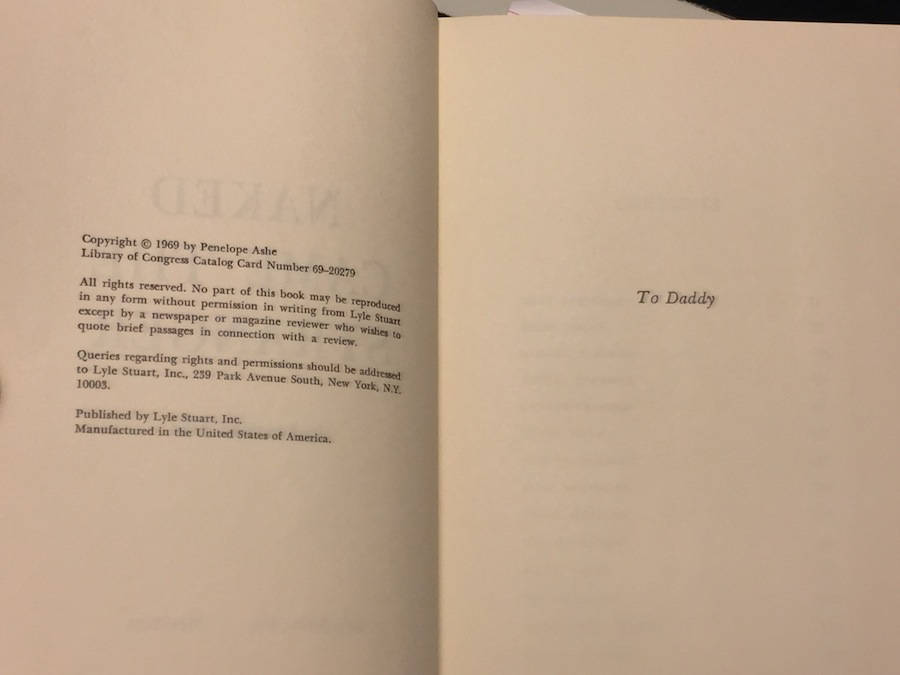 Copyright © 1969 by Penelope Ashe
Library of Congress Catalog Card Number 69–20279
All rights reserved. No part of this book may be reproduced
in any form without permission in writing from Lyle Stuart
except by a newspaper or magazine reviewer who wishes to
quote brief passages in connection with a review.
Queries regarding rights and permissions should be addressed
to Lyle Stuart, Inc., 239 Park Avenue South, New York, N.Y.
10003.
Published by Lyle Stuart, Inc.
Manufactured in the United States of America.
NAKED
To Daddy